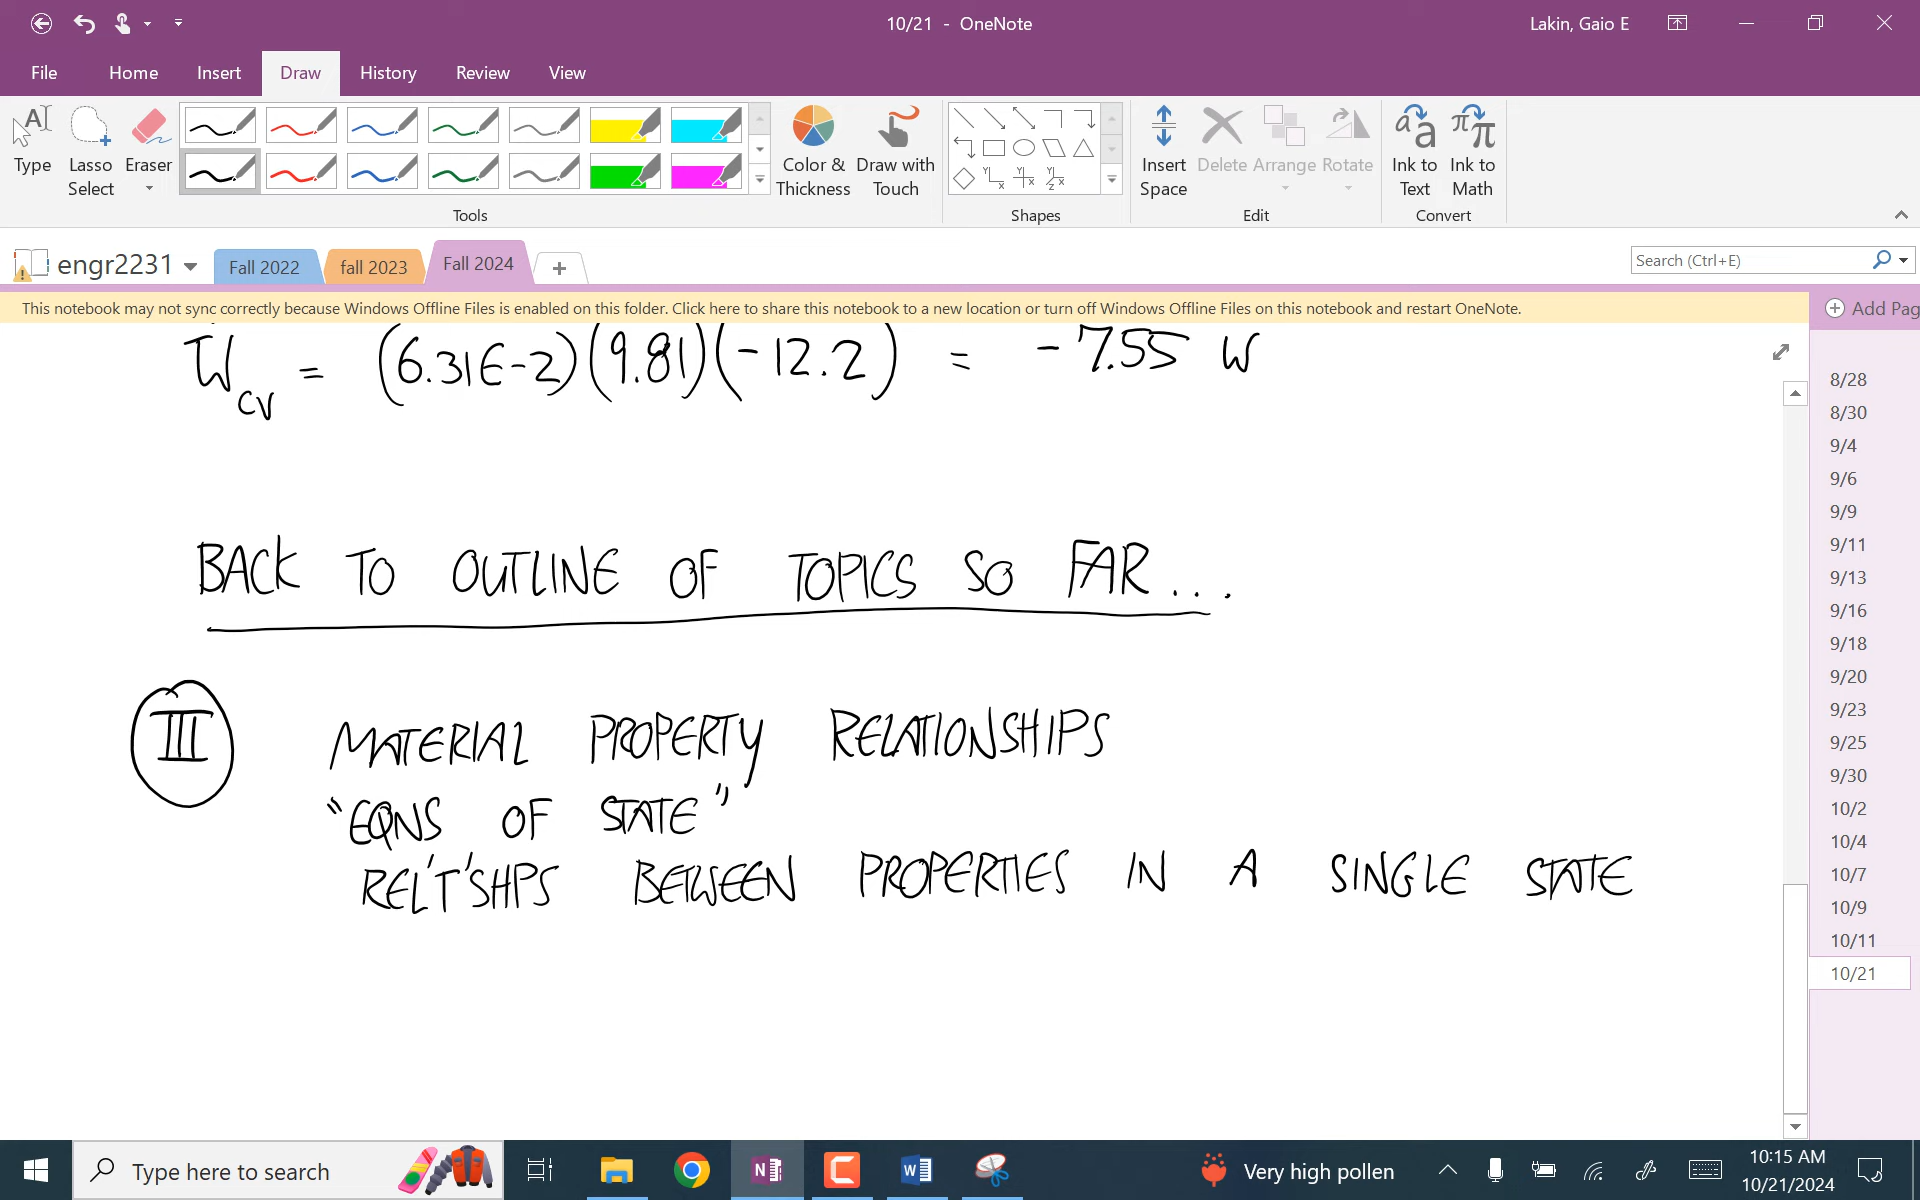 10/21 - OneNote
Lakin, Gaio E
File Home Insert Draw History Review View
Type
Lasso Select
Eraser
Color & Thickness
Draw with Touch
Insert Space
Delete
Arrange
Rotate
Ink to Text
Ink to Math
Tools
Shapes
Edit
Convert
engr2231
Fall 2022
fall 2023
Fall 2024
Search (Ctrl+E)
This notebook may not sync correctly because Windows Offline Files is enabled on this folder. Click here to share this notebook to a new location or turn off Windows Offline Files on this notebook and restart OneNote.
Add Pag
Ẇcv = (6.31E-2)(9.81)(-12.2) = -7.55 W
BACK TO OUTLINE OF TOPICS SO FAR...
III MATERIAL PROPERTY RELATIONSHIPS
"EQNS OF STATE"
REL'T'SHPS BETWEEN PROPERTIES IN A SINGLE STATE
8/28
8/30
9/4
9/6
9/9
9/11
9/13
9/16
9/18
9/20
9/23
9/25
9/30
10/2
10/4
10/7
10/9
10/11
10/21
Type here to search
Very high pollen
10:15 AM
10/21/2024